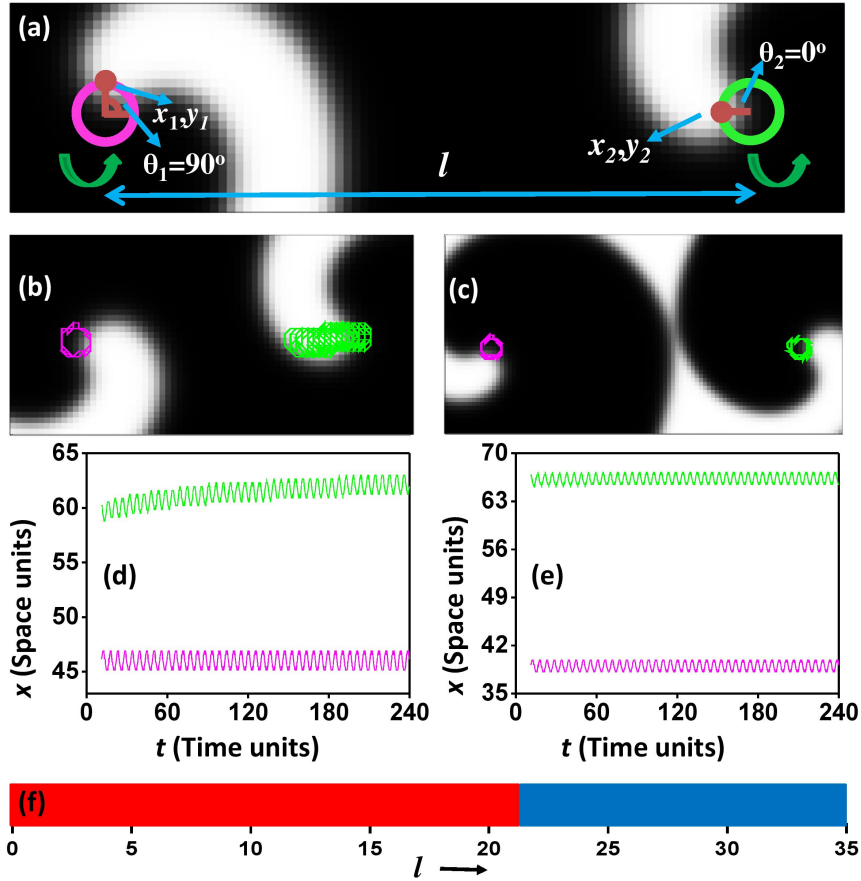 (a)
θ2=0°
x1,y1
θ1=90°
x2,y2
l
(b)
(c)
65
60
55
50
45
x (Space units)
(d)
0
60
120
180
240
t (Time units)
70
63
56
49
42
35
x (Space units)
(e)
0
60
120
180
240
t (Time units)
(f)
0
5
10
15
20
25
30
35
l